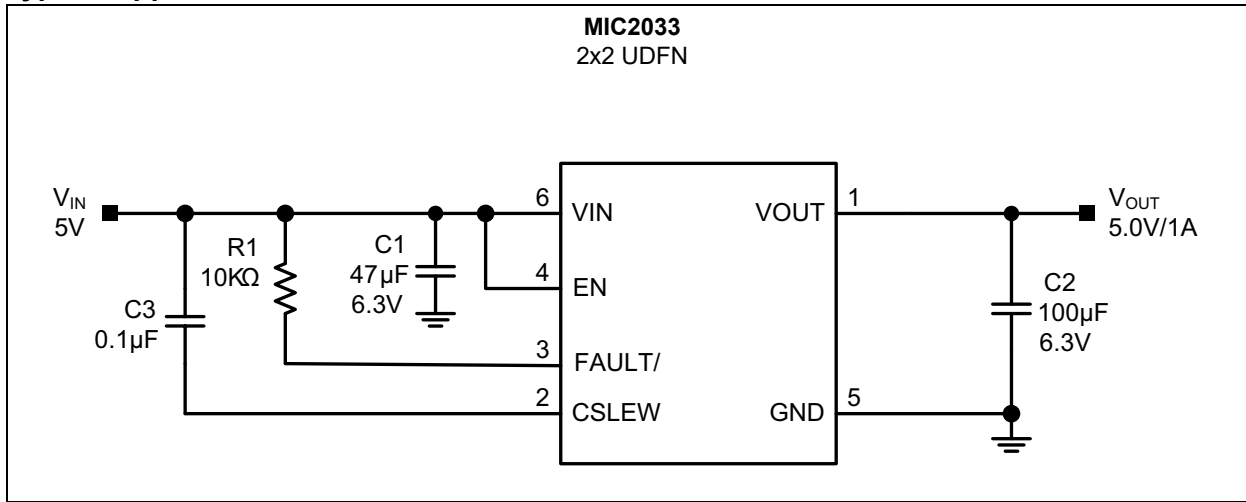 MIC2033
2x2 UDFN
VIN
5V
C3
0.1µF
R1
10KΩ
C1
47µF
6.3V
6
VIN
4
EN
3
FAULT/
2
CSLEW
VOUT
1
GND
5
VOUT
5.0V/1A
C2
100µF
6.3V